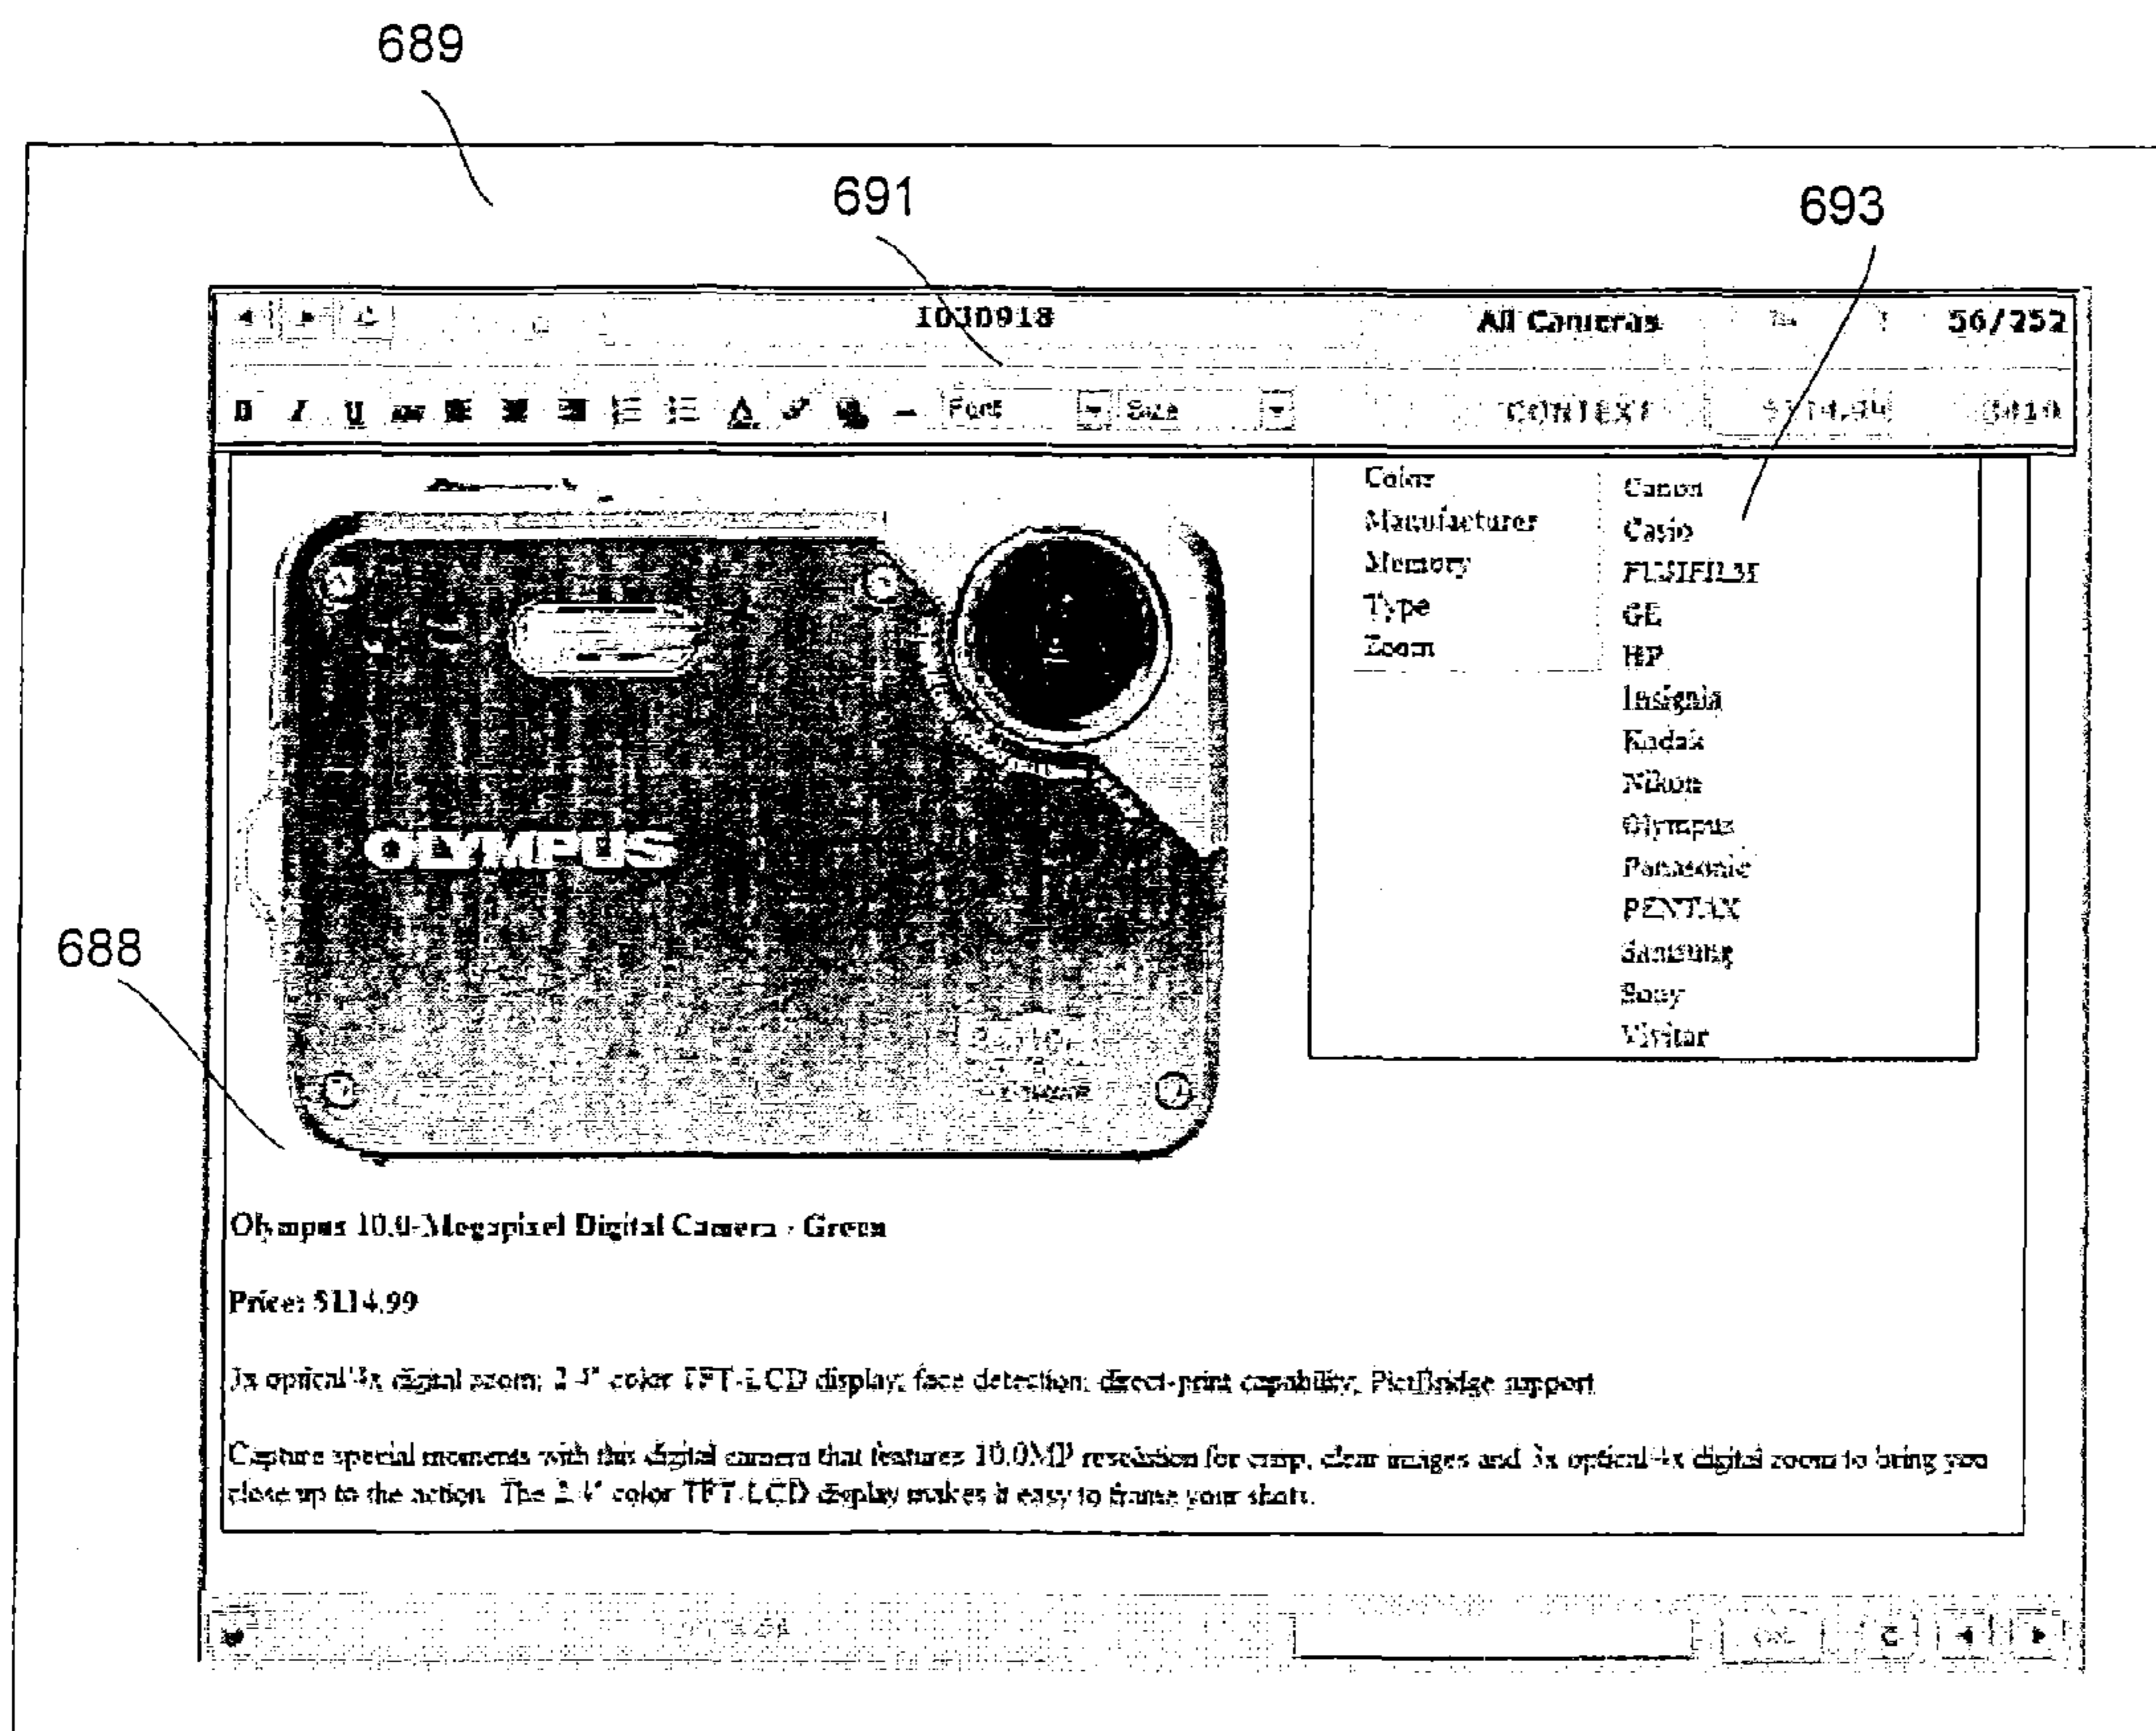 689
691
693
1030918 All Cameras 56/252
B I U Font Size CONTEXT $114.99
Color
Manufacturer
Memory
Type
Zoom
Canon
Casio
FUJIFILM
GE
HP
Insignia
Kodak
Nikon
Olympus
Panasonic
PENTAX
Samsung
Sony
Vivitar
OLYMPUS
688
Olympus 10.0-Megapixel Digital Camera - Green
Price: $114.99
3x optical/4x digital zoom; 2.4" color TFT-LCD display; face detection; direct-print capability; PictBridge support
Capture special moments with this digital camera that features 10.0MP resolution for crisp, clear images and 3x optical/4x digital zoom to bring you
close up to the action. The 2.4" color TFT-LCD display makes it easy to frame your shots.
C